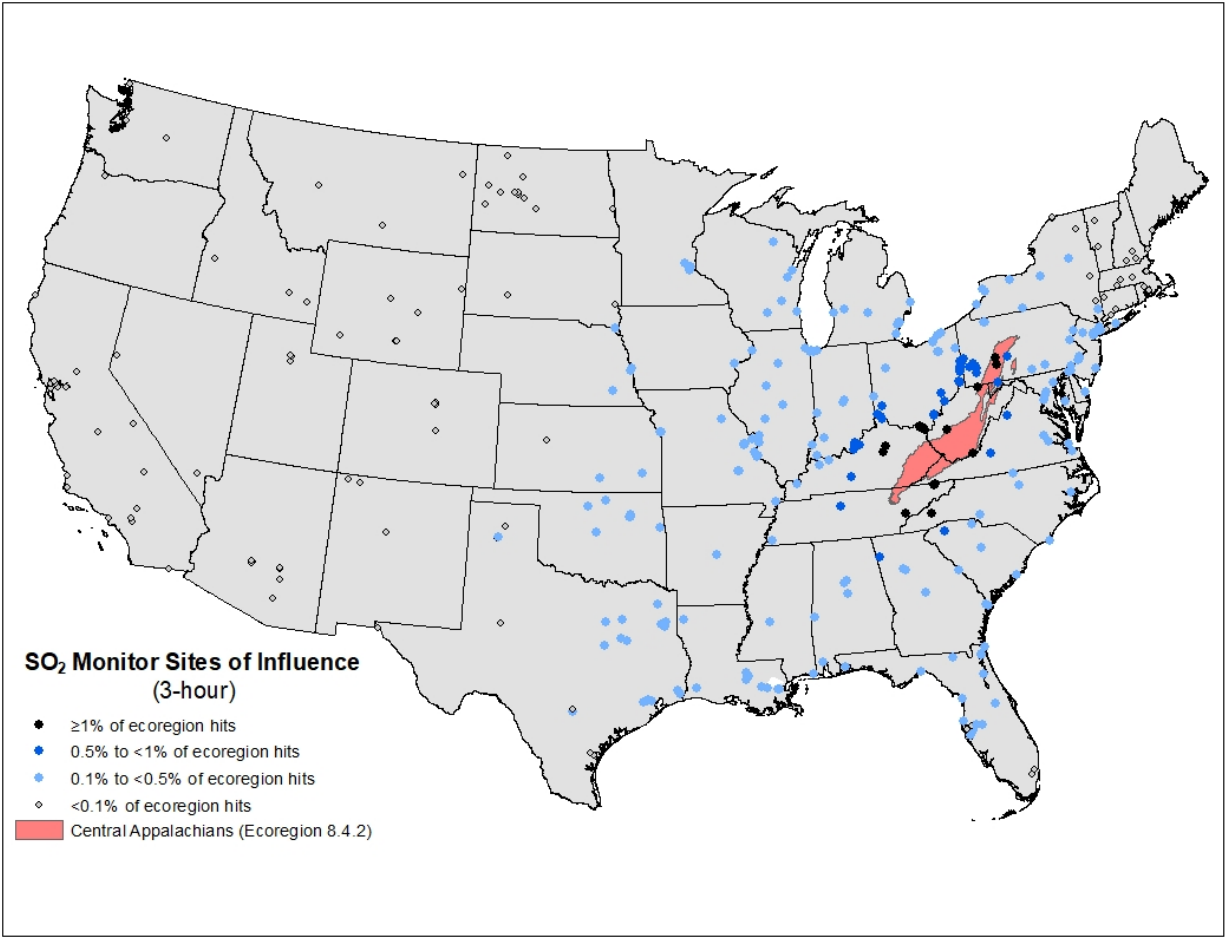 SO₂ Monitor Sites of Influence
(3-hour)
≥1% of ecoregion hits
0.5% to <1% of ecoregion hits
0.1% to <0.5% of ecoregion hits
<0.1% of ecoregion hits
Central Appalachians (Ecoregion 8.4.2)